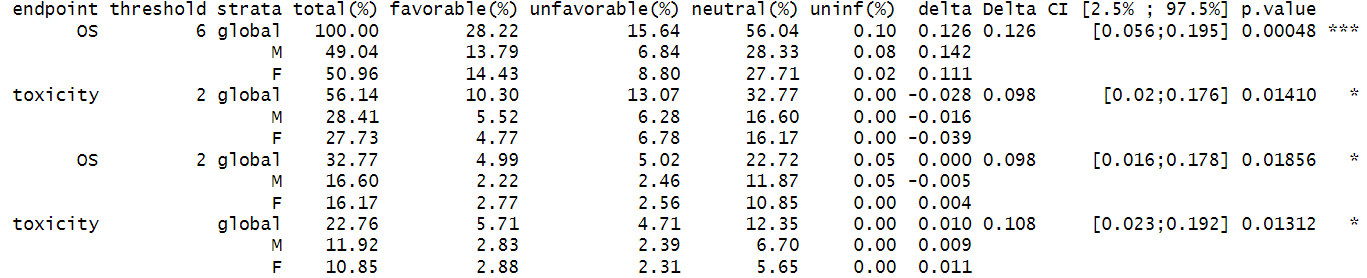 endpoint threshold strata total(%) favorable(%) unfavorable(%) neutral(%) uninf(%) delta Delta CI [2.5% ; 97.5%] p.value
OS 6 global 100.00 28.22 15.64 56.04 0.10 0.126 0.126 [0.056;0.195] 0.00048 ***
M 49.04 13.79 6.84 28.33 0.08 0.142
F 50.96 14.43 8.80 27.71 0.02 0.111
toxicity 2 global 56.14 10.30 13.07 32.77 0.00 -0.028 0.098 [0.02;0.176] 0.01410 *
M 28.41 5.52 6.28 16.60 0.00 -0.016
F 27.73 4.77 6.78 16.17 0.00 -0.039
OS 2 global 32.77 4.99 5.02 22.72 0.05 0.000 0.098 [0.016;0.178] 0.01856 *
M 16.60 2.22 2.46 11.87 0.05 -0.005
F 16.17 2.77 2.56 10.85 0.00 0.004
toxicity global 22.76 5.71 4.71 12.35 0.00 0.010 0.108 [0.023;0.192] 0.01312 *
M 11.92 2.83 2.39 6.70 0.00 0.009
F 10.85 2.88 2.31 5.65 0.00 0.011